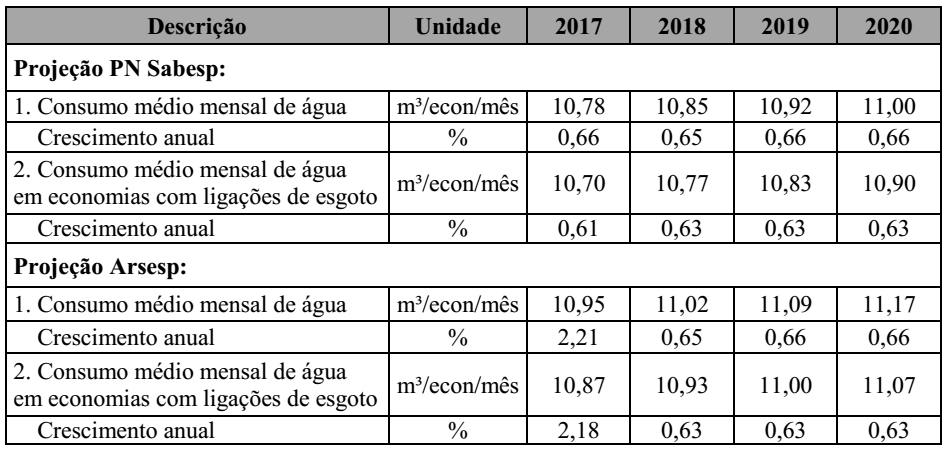 Descrição Unidade 2017 2018 2019 2020
Projeção PN Sabesp:
1. Consumo médio mensal de água m³/econ/mês 10,78 10,85 10,92 11,00
Crescimento anual % 0,66 0,65 0,66 0,66
2. Consumo médio mensal de água
em economias com ligações de esgoto m³/econ/mês 10,70 10,77 10,83 10,90
Crescimento anual % 0,61 0,63 0,63 0,63
Projeção Arsesp:
1. Consumo médio mensal de água m³/econ/mês 10,95 11,02 11,09 11,17
Crescimento anual % 2,21 0,65 0,66 0,66
2. Consumo médio mensal de água
em economias com ligações de esgoto m³/econ/mês 10,87 10,93 11,00 11,07
Crescimento anual % 2,18 0,63 0,63 0,63